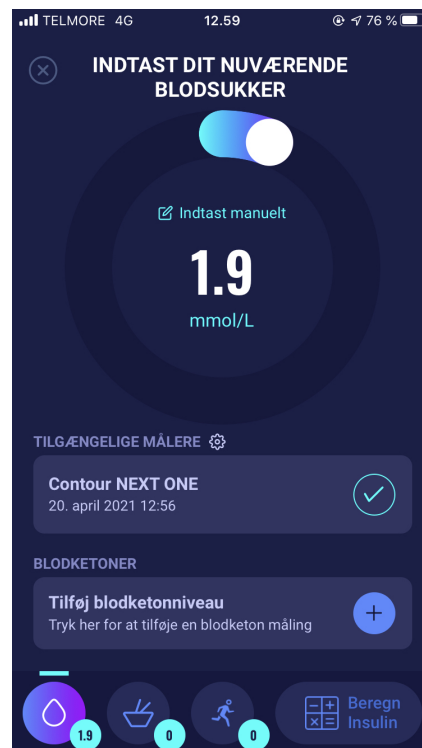 TELMORE 4G 12.59 76 %
INDTAST DIT NUVÆRENDE
BLODSUKKER
Indtast manuelt
1.9
mmol/L
TILGÆNGELIGE MÅLERE
Contour NEXT ONE
20. april 2021 12:56
BLODKETONER
Tilføj blodketonniveau
Tryk her for at tilføje en blodketon måling
1.9 0 0
Beregn
Insulin